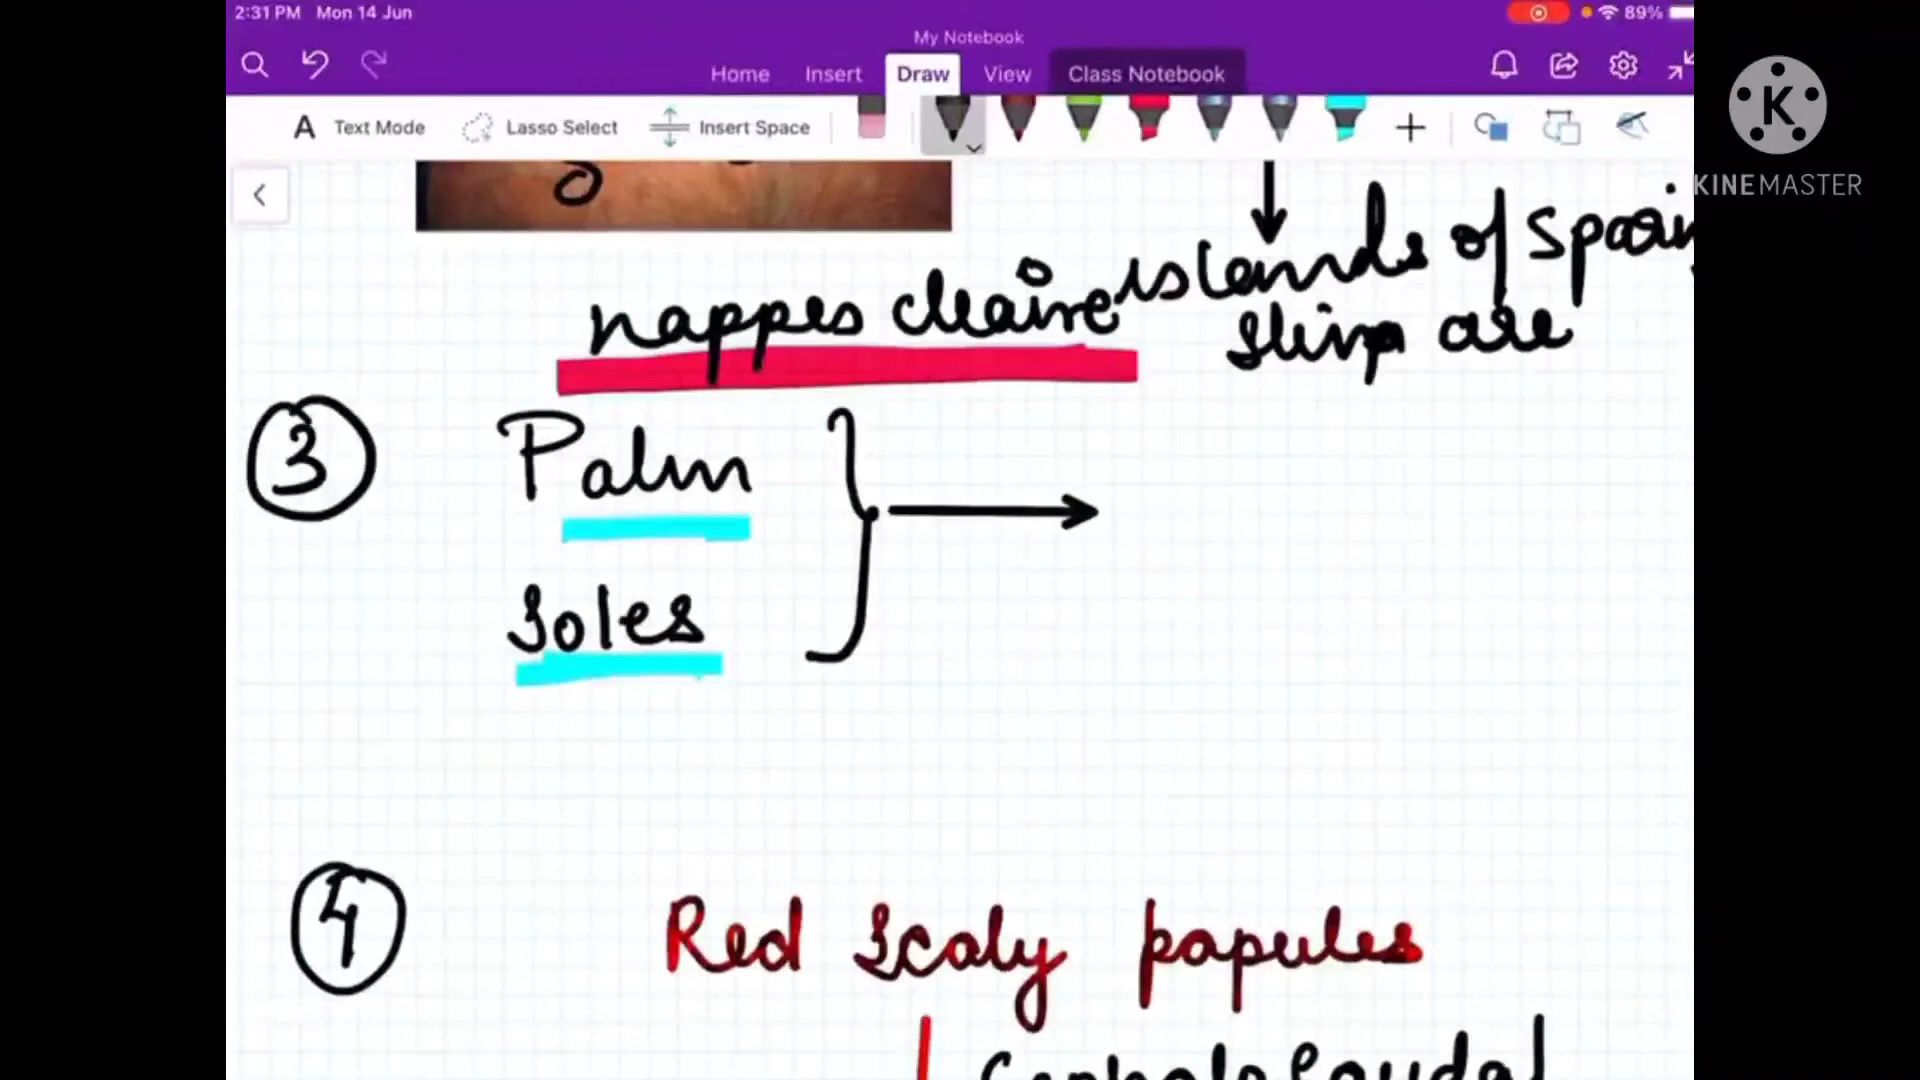 2:31 PM Mon 14 Jun
89%
My Notebook
Home Insert Draw View Class Notebook
A Text Mode Lasso Select Insert Space
K
KINEMASTER
Islands of Sparin
skin are
nappes claire
3 Palm
Soles
4 Red Scaly papules